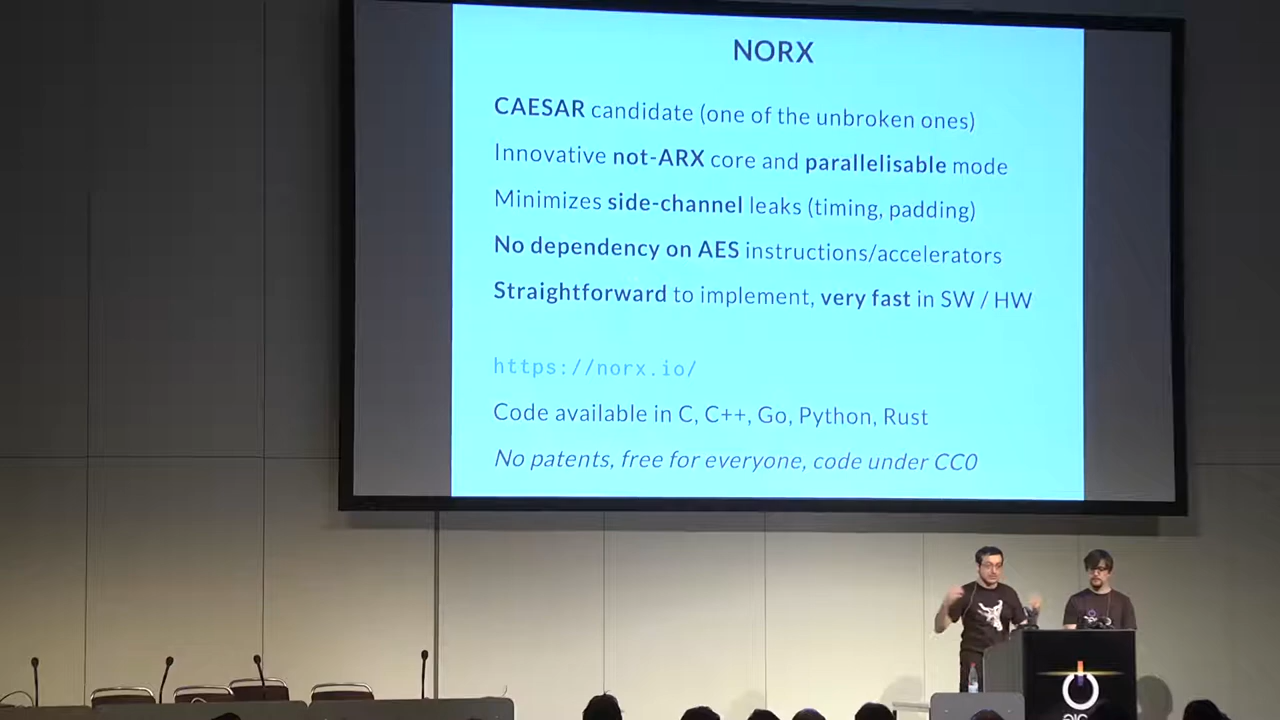 NORX
CAESAR candidate (one of the unbroken ones)
Innovative not-ARX core and parallelisable mode
Minimizes side-channel leaks (timing, padding)
No dependency on AES instructions/accelerators
Straightforward to implement, very fast in SW / HW
https://norx.io/
Code available in C, C++, Go, Python, Rust
No patents, free for everyone, code under CC0